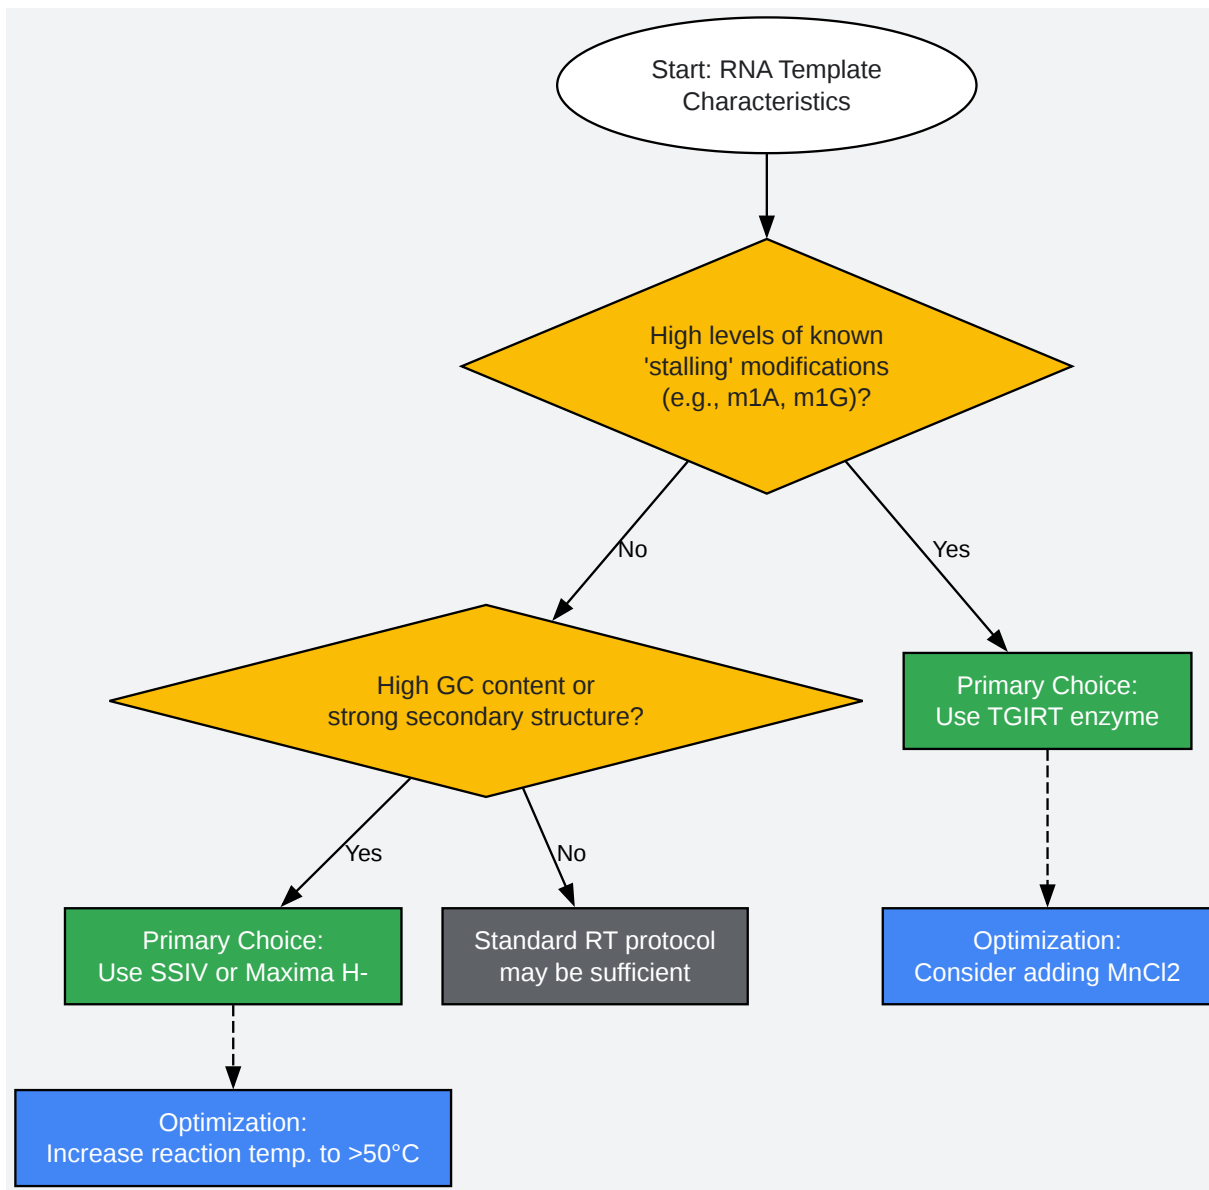 Start: RNA Template
Characteristics
High levels of known
'stalling' modifications
(e.g., m1A, m1G)?
No
Yes
High GC content or
strong secondary structure?
Primary Choice:
Use TGIRT enzyme
Yes
No
Primary Choice:
Use SSIV or Maxima H-
Standard RT protocol
may be sufficient
Optimization:
Consider adding MnCl2
Optimization:
Increase reaction temp. to >50°C